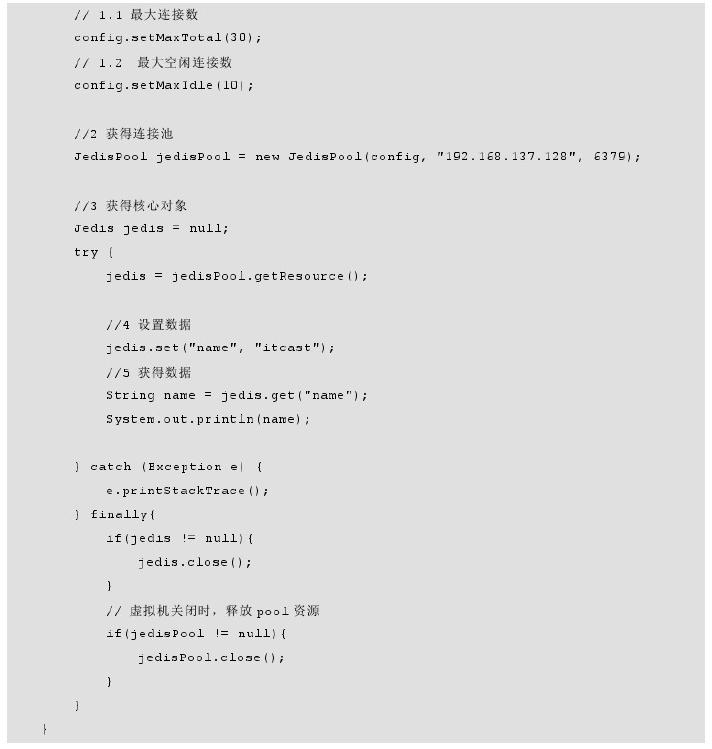 // 1.1 最大连接数
config.setMaxTotal(30);
// 1.2  最大空闲连接数
config.setMaxIdle(10);
//2 获得连接池
JedisPool jedisPool = new JedisPool(config, "192.168.137.128", 6379);
//3 获得核心对象
Jedis jedis = null;
try {
jedis = jedisPool.getResource();
//4 设置数据
jedis.set("name", "itcast");
//5 获得数据
String name = jedis.get("name");
System.out.println(name);
} catch (Exception e) {
e.printStackTrace();
} finally{
if(jedis != null){
jedis.close();
}
// 虚拟机关闭时，释放 pool 资源
if(jedisPool != null){
jedisPool.close();
}
}
}